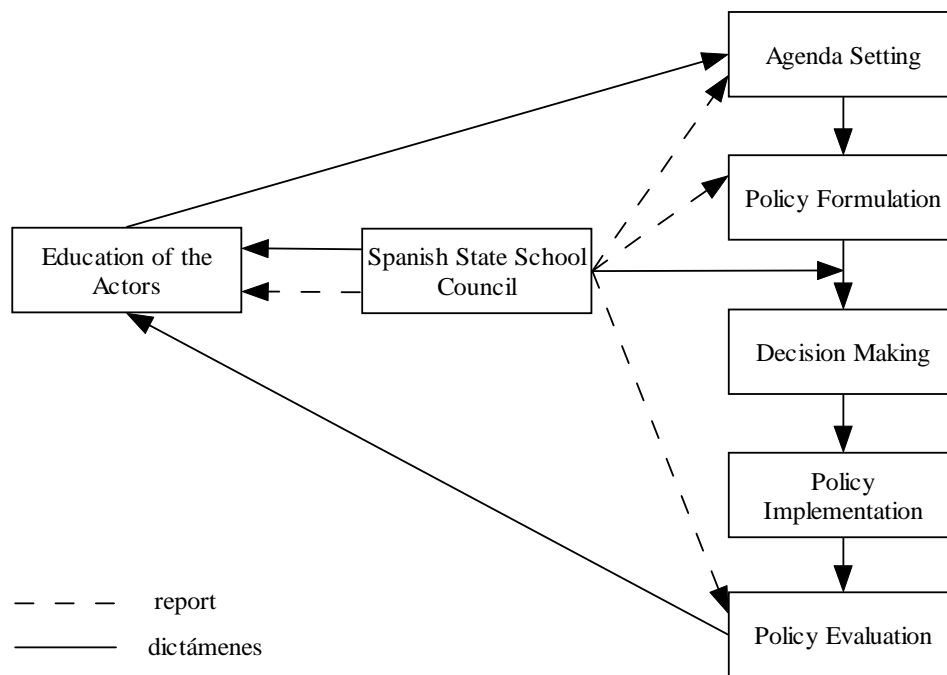 Agenda Setting
Policy Formulation
Education of the
Actors
Spanish State School
Council
Decision Making
Policy
Implementation
Policy Evaluation
report
dictámenes